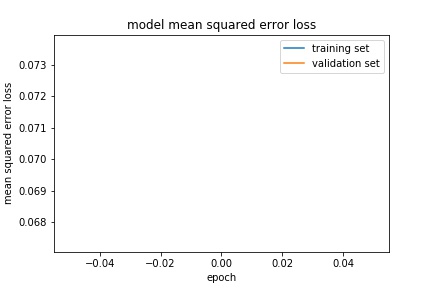 model mean squared error loss
training set
validation set
mean squared error loss
0.073
0.072
0.071
0.070
0.069
0.068
−0.04 −0.02 0.00 0.02 0.04
epoch